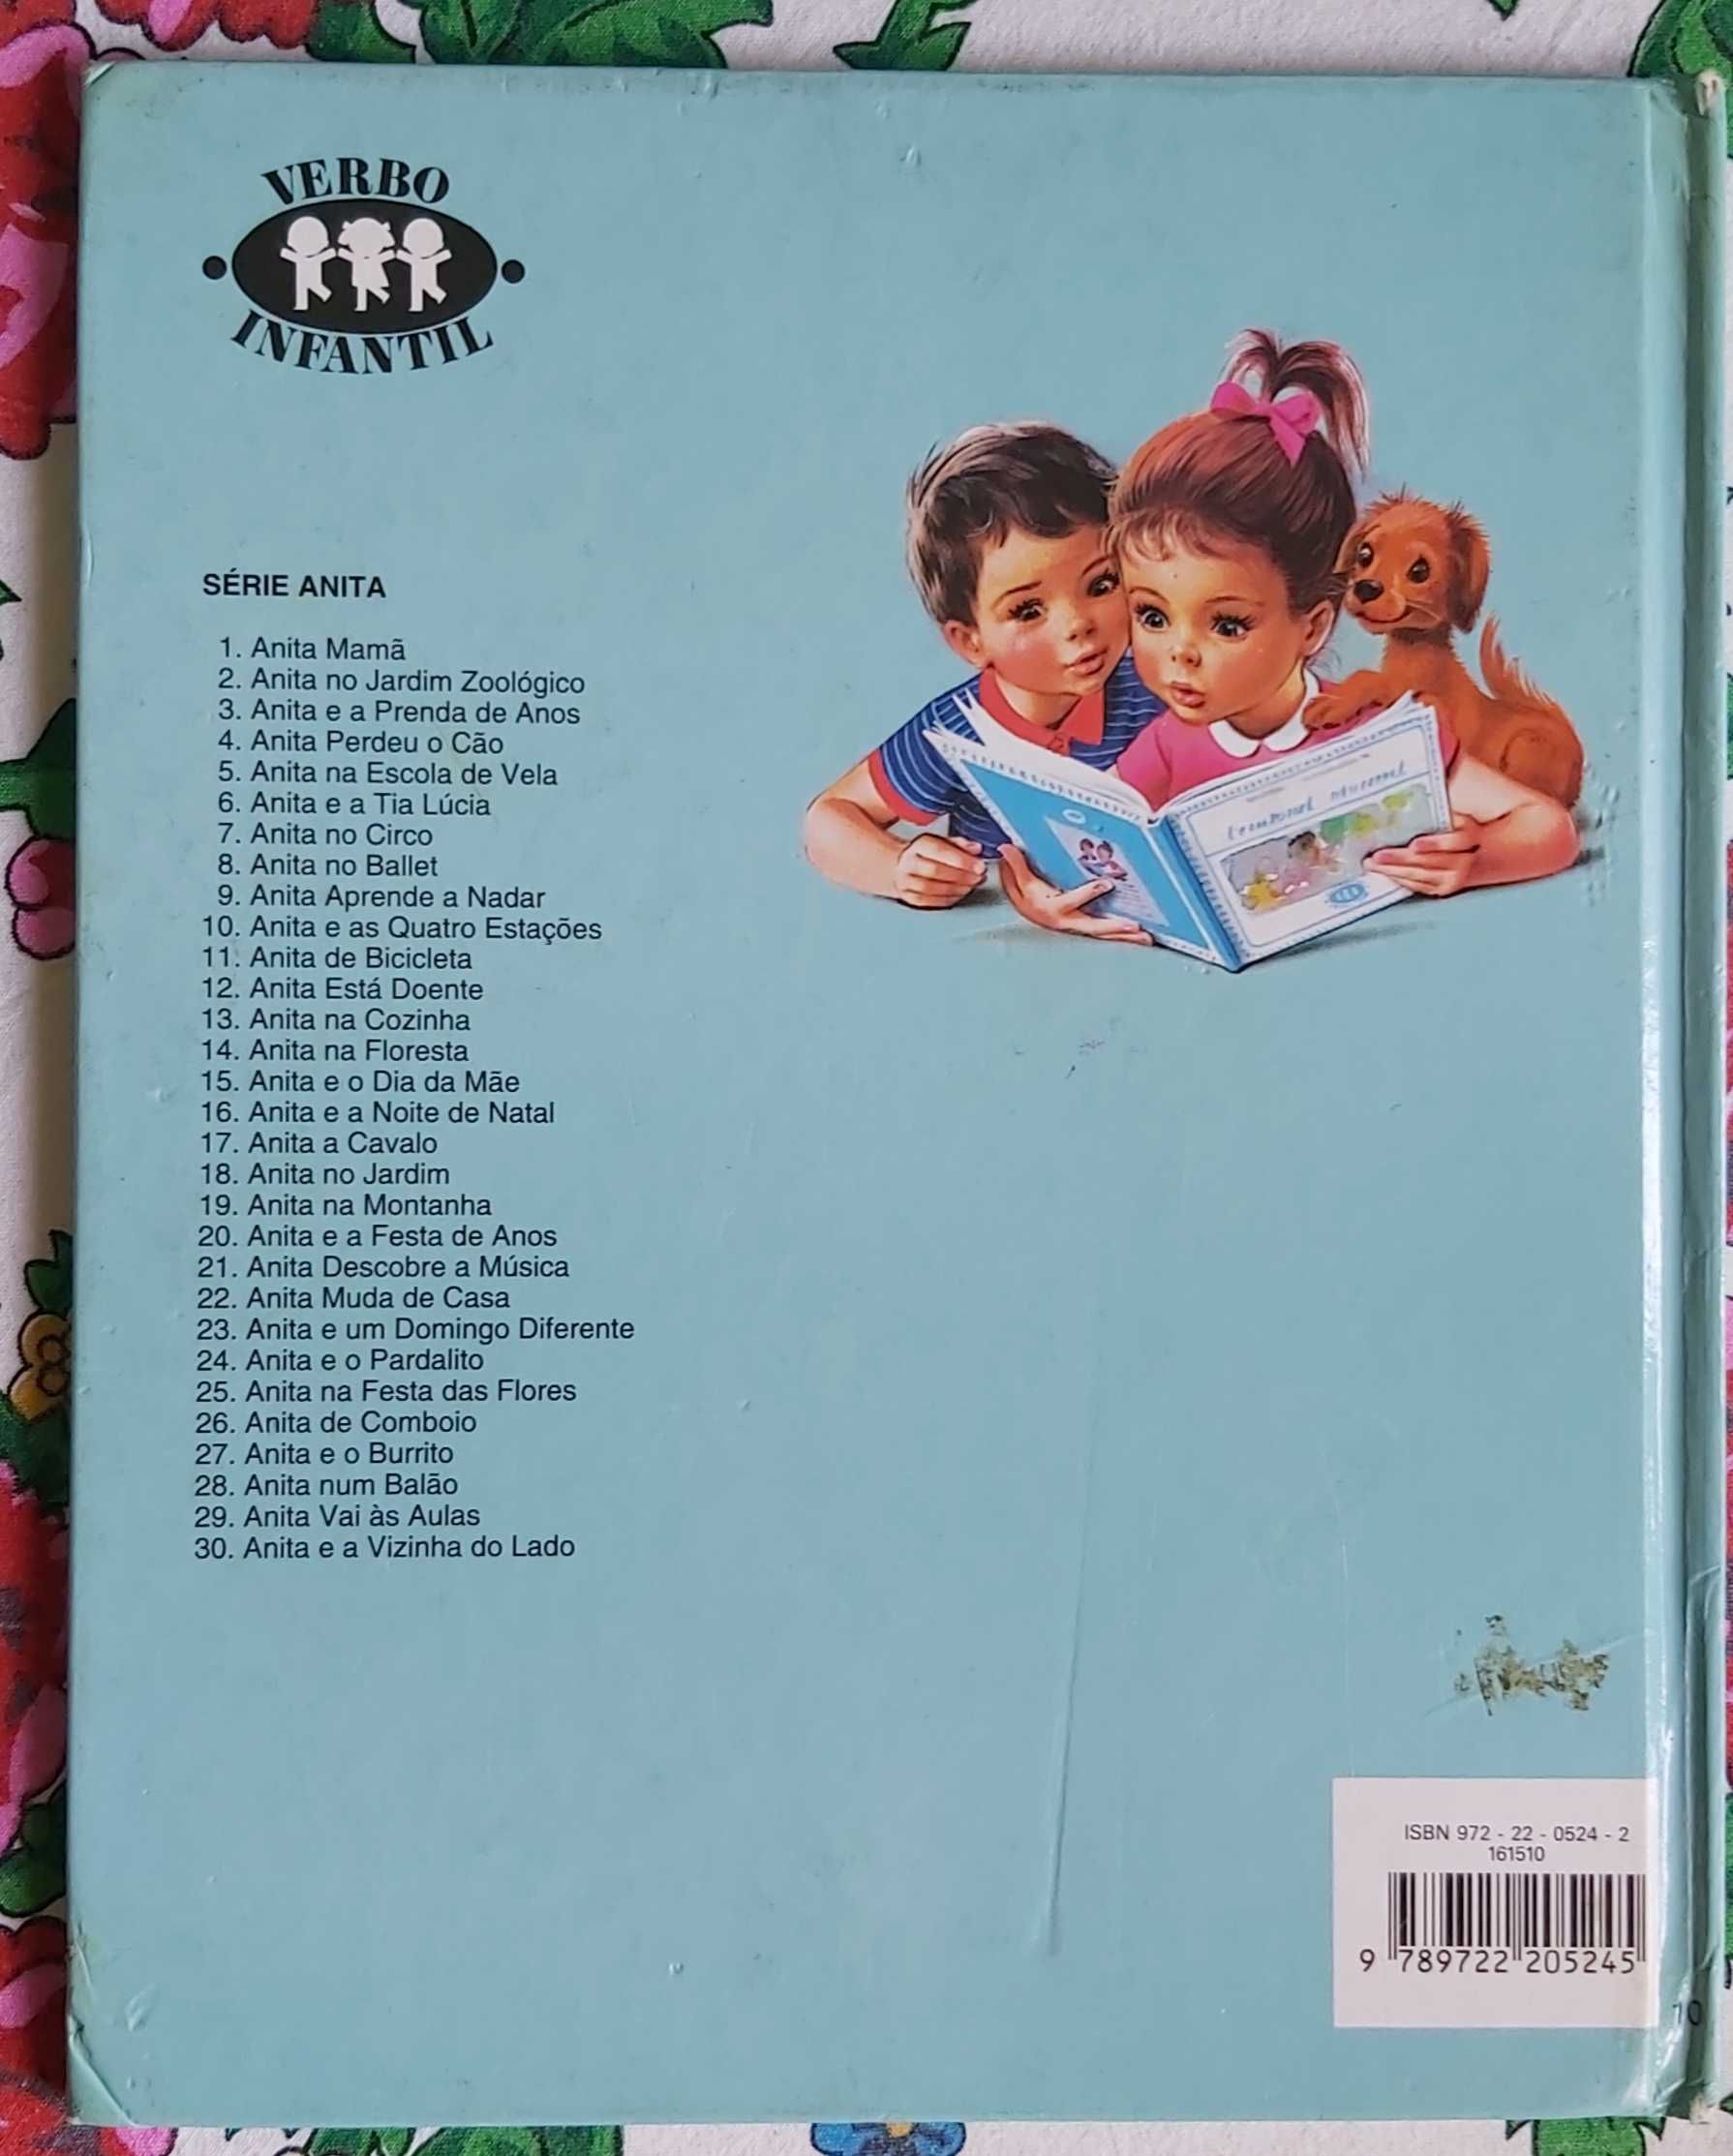 VERBO
INFANTIL
SÉRIE ANITA
1. Anita Mamã
2. Anita no Jardim Zoológico
3. Anita e a Prenda de Anos
4. Anita Perdeu o Cão
5. Anita na Escola de Vela
6. Anita e a Tia Lúcia
7. Anita no Circo
8. Anita no Ballet
9. Anita Aprende a Nadar
10. Anita e as Quatro Estações
11. Anita de Bicicleta
12. Anita Está Doente
13. Anita na Cozinha
14. Anita na Floresta
15. Anita e o Dia da Mãe
16. Anita e a Noite de Natal
17. Anita a Cavalo
18. Anita no Jardim
19. Anita na Montanha
20. Anita e a Festa de Anos
21. Anita Descobre a Música
22. Anita Muda de Casa
23. Anita e um Domingo Diferente
24. Anita e o Pardalito
25. Anita na Festa das Flores
26. Anita de Comboio
27. Anita e o Burrito
28. Anita num Balão
29. Anita Vai às Aulas
30. Anita e a Vizinha do Lado
ISBN 972 - 22 - 0524 - 2
161510
9 789722 205245
10